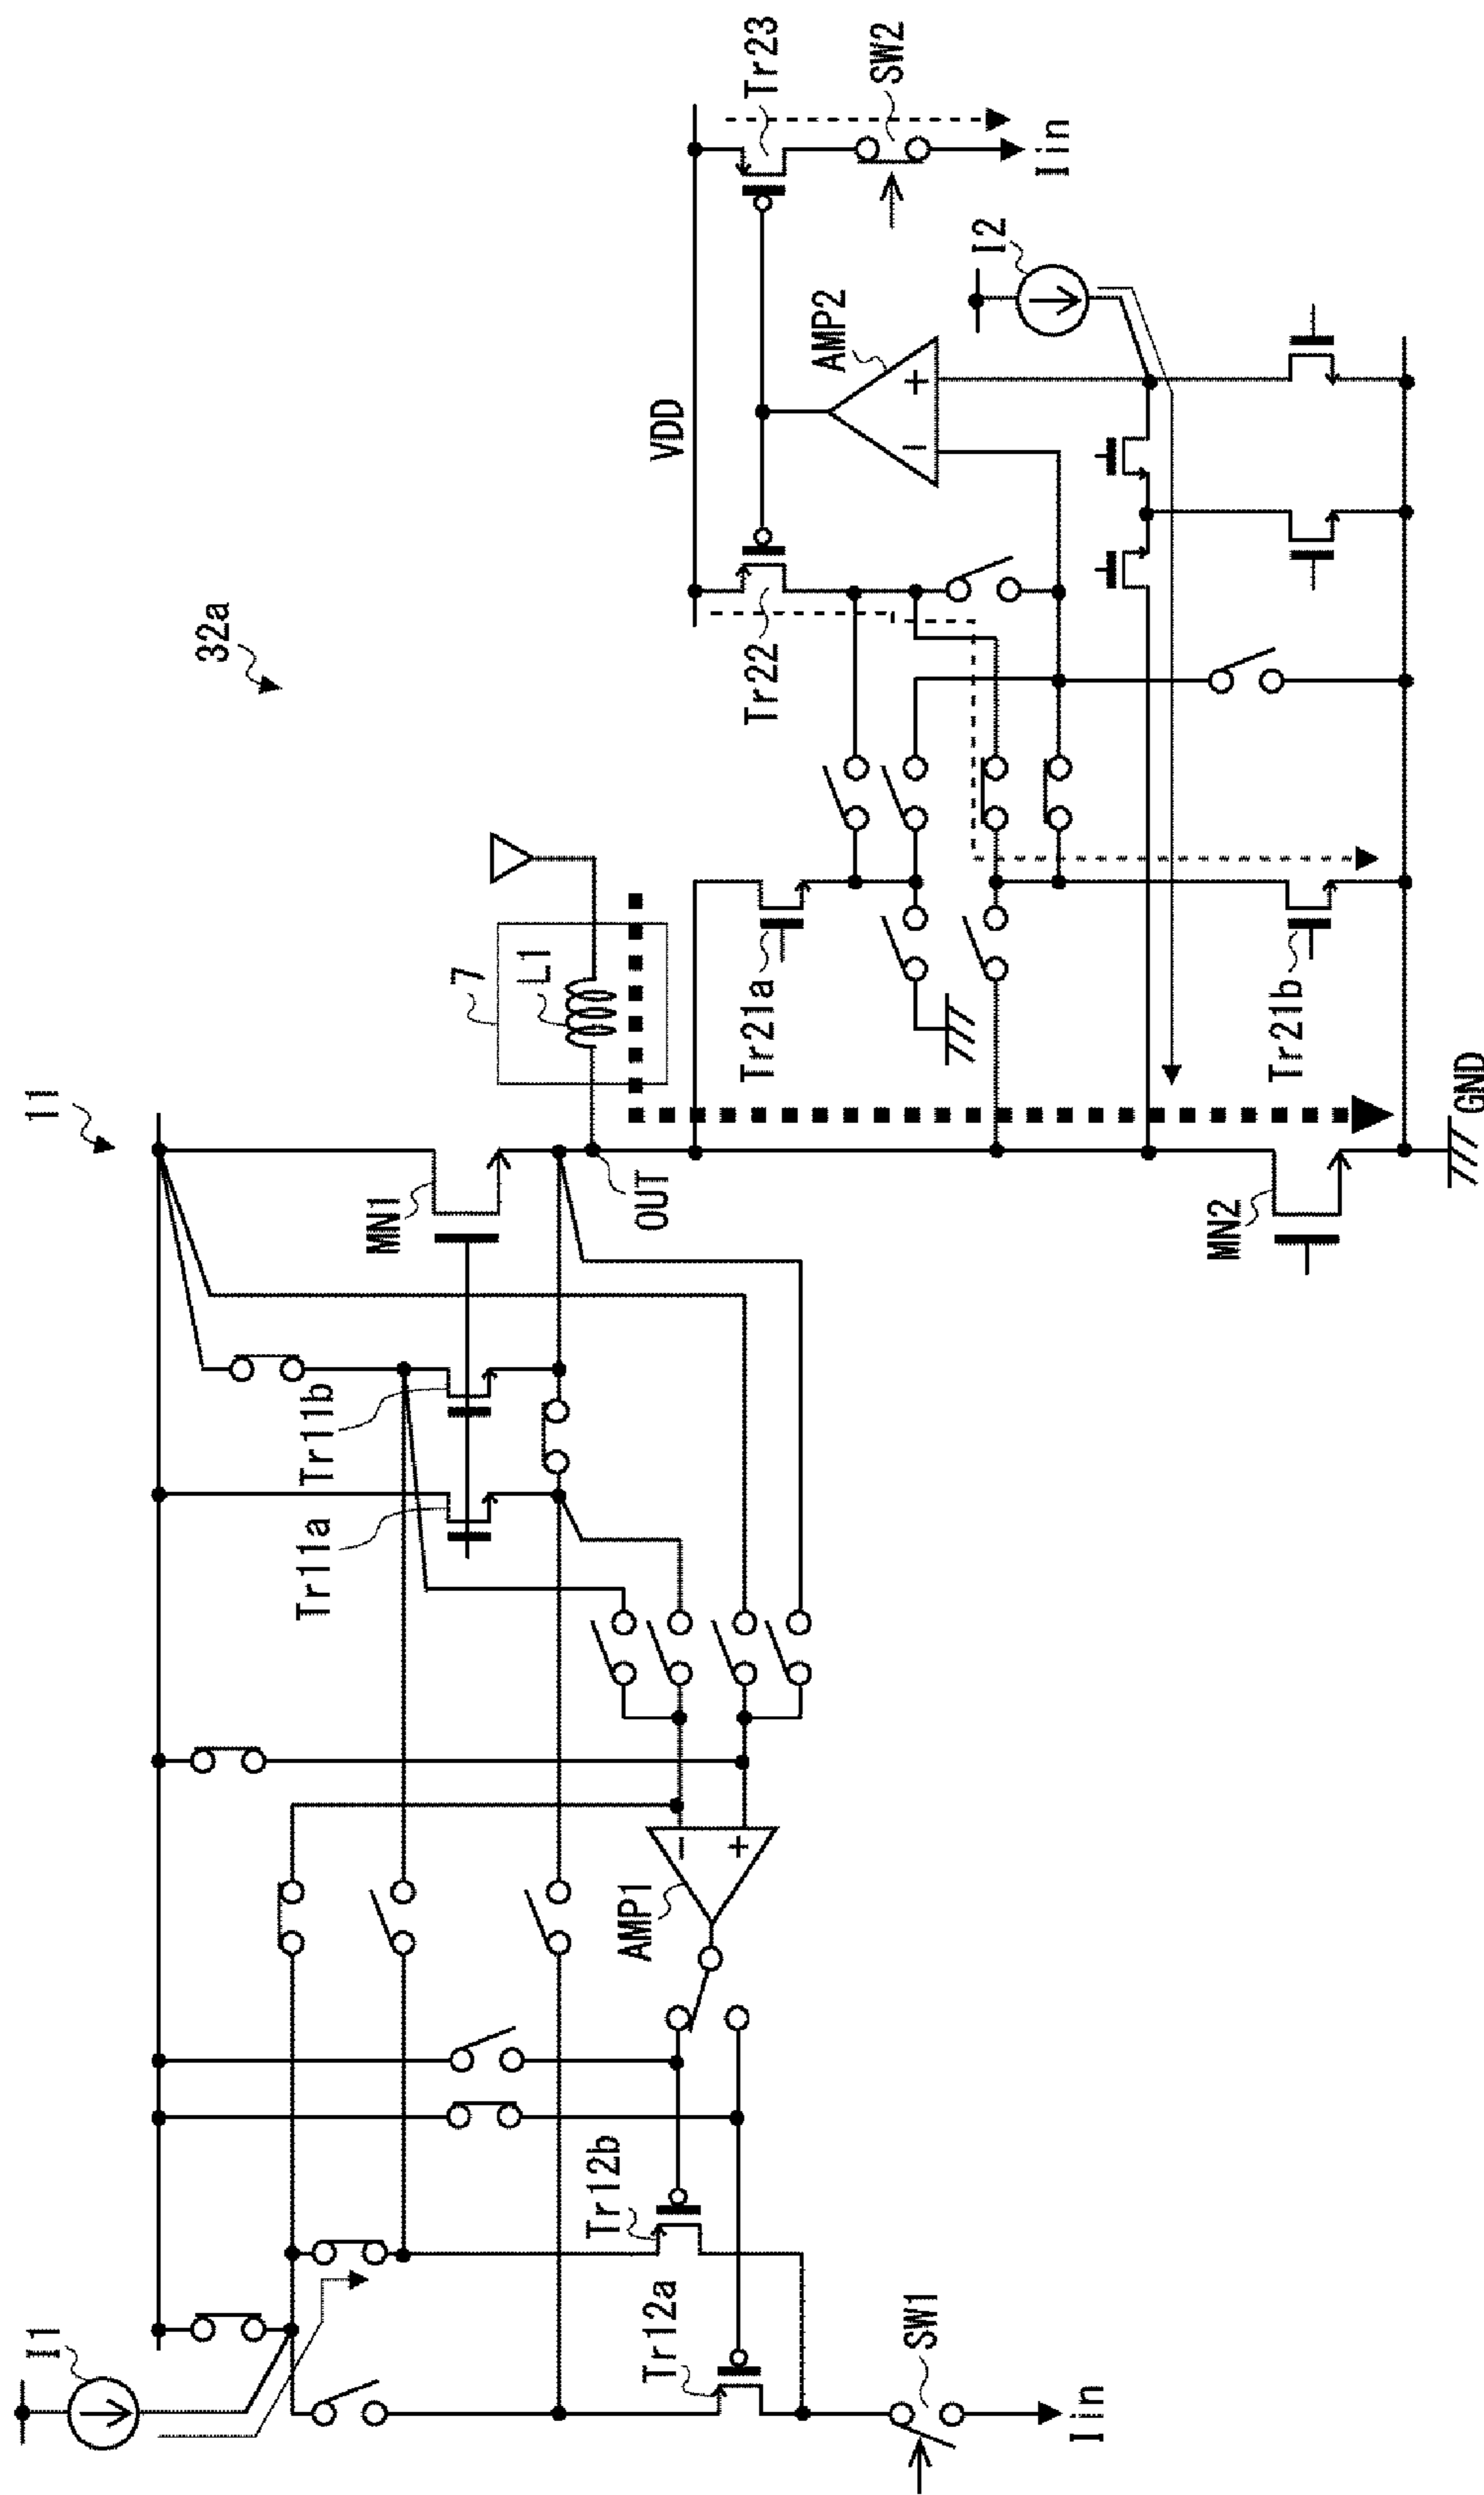 32a
11
I1
Tr11a
Tr11b
MN1
7
L1
OUT
VDD
Tr22
Tr23
SW2
Iin
AMP2
+
−
I2
Tr21a
Tr21b
MN2
GND
AMP1
−
+
Tr12b
Tr12a
SW1
Iin